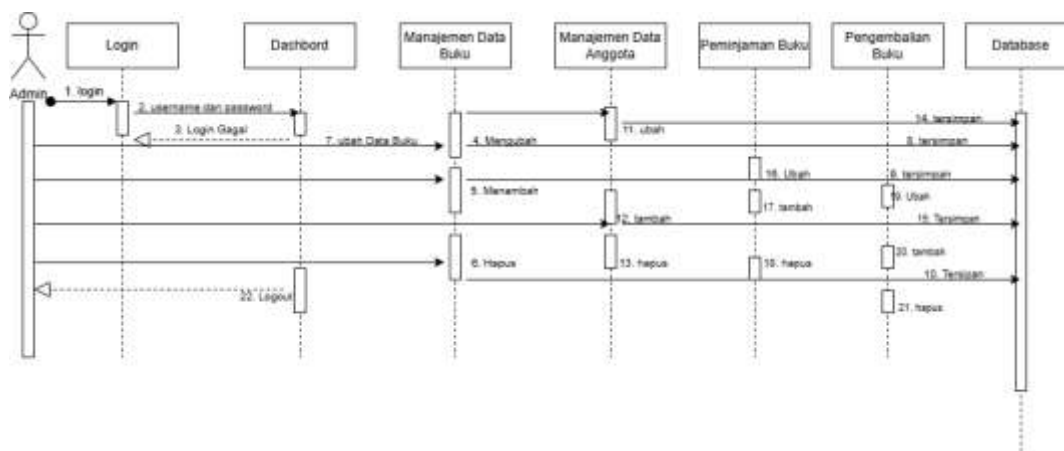 Login
Dashbord
Manajemen Data
Buku
Manajemen Data
Anggota
Peminjaman Buku
Pengembalian
Buku
Database
Admin
1. login
2. username dan password
3. Login Gagal
7. ubah Data Buku
4. Mengubah
11. ubah
14. tersimpan
8. tersimpan
16. Ubah
9. tersimpan
5. Menambah
17. tambah
19. Ubah
12. tambah
15. Tersimpan
6. Hapus
13. hapus
18. hapus
20. tambah
10. Tersipan
22. Logout
21. hapus